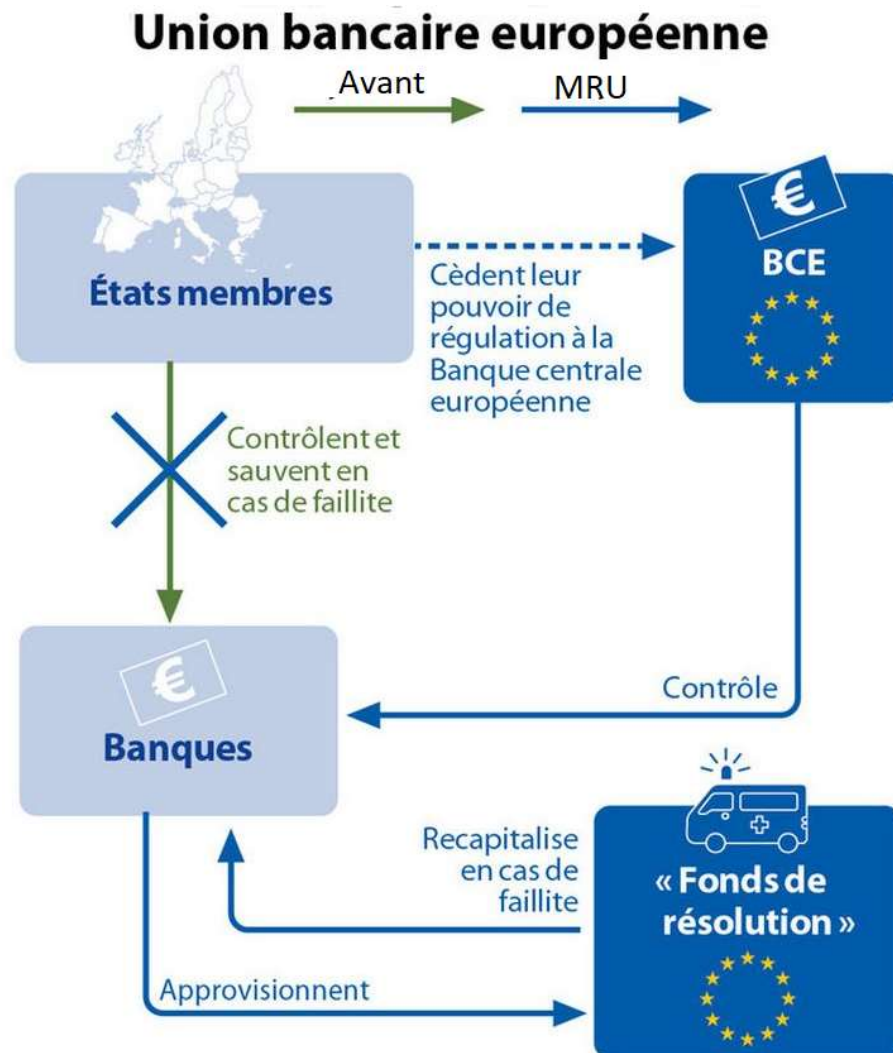 Union bancaire européenne
Avant
MRU
États membres
€
BCE
Cèdent leur
pouvoir de
régulation à la
Banque centrale
européenne
Contrôlent et
sauvent en
cas de faillite
€
Banques
Contrôle
Recapitalise
en cas de
faillite
« Fonds de
résolution »
Approvisionnent